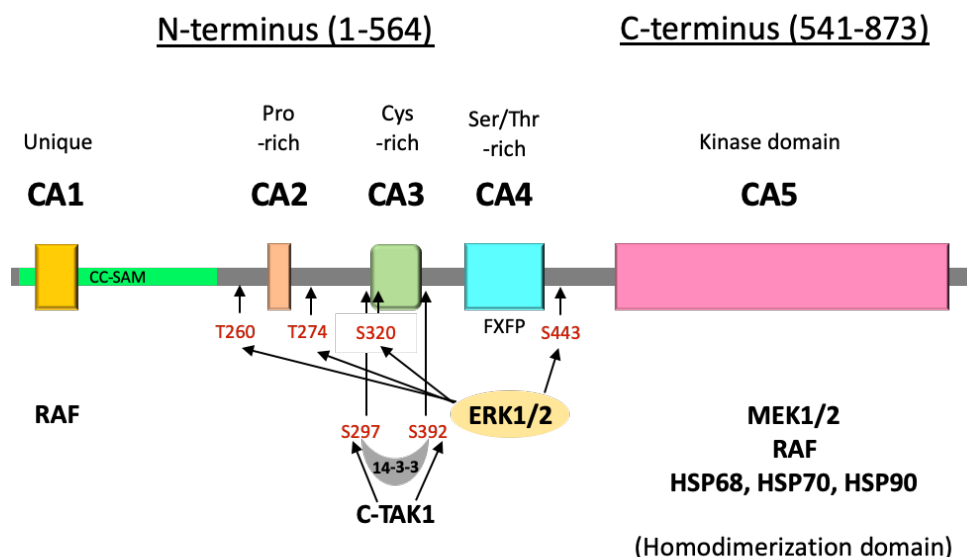 N-terminus (1-564)
C-terminus (541-873)
Unique
Pro
-rich
Cys
-rich
Ser/Thr
-rich
Kinase domain
CA1
CA2
CA3
CA4
CA5
CC-SAM
FXFP
T260
T274
S320
S443
RAF
ERK1/2
S297
S392
14-3-3
C-TAK1
MEK1/2
RAF
HSP68, HSP70, HSP90
(Homodimerization domain)